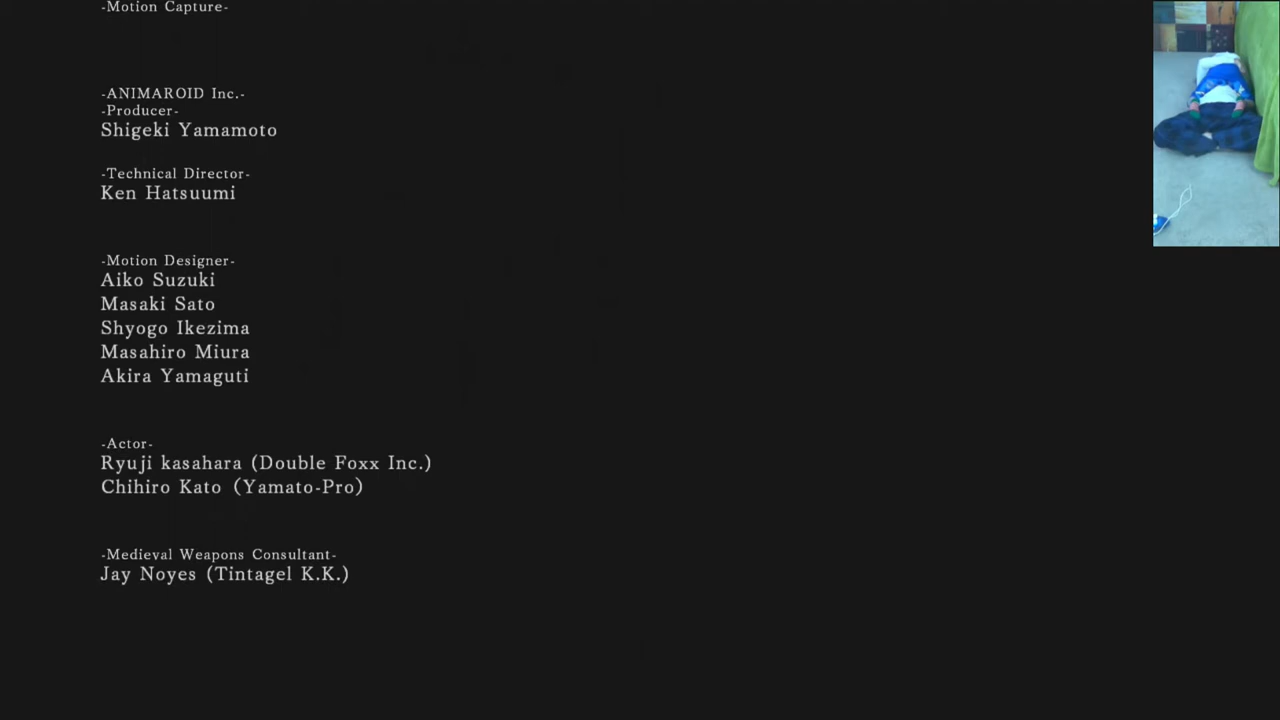 -Motion Capture-
-ANIMAROID Inc.-
-Producer-
Shigeki Yamamoto
-Technical Director-
Ken Hatsuumi
-Motion Designer-
Aiko Suzuki
Masaki Sato
Shyogo Ikezima
Masahiro Miura
Akira Yamaguti
-Actor-
Ryuji kasahara (Double Foxx Inc.)
Chihiro Kato (Yamato-Pro)
-Medieval Weapons Consultant-
Jay Noyes (Tintagel K.K.)